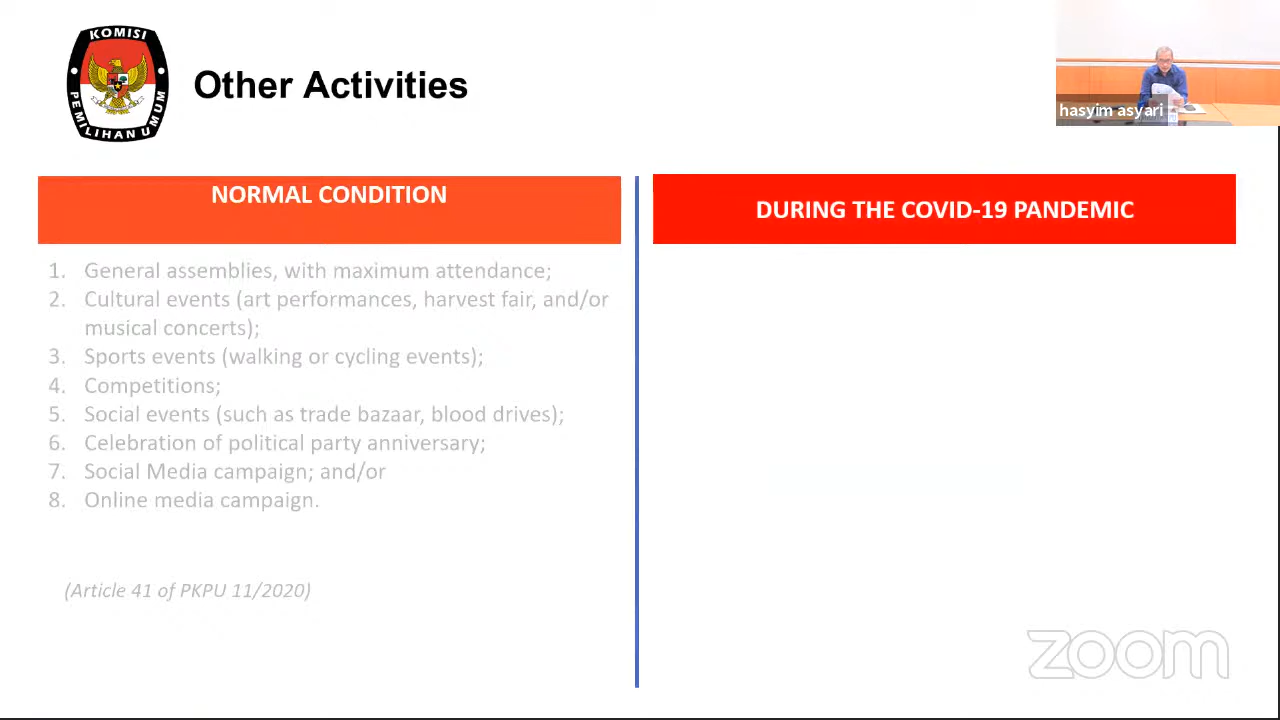 KOMISI
PEMILIHAN UMUM
Other Activities
hasyim asyari
NORMAL CONDITION
1. General assemblies, with maximum attendance;
2. Cultural events (art performances, harvest fair, and/or
musical concerts);
3. Sports events (walking or cycling events);
4. Competitions;
5. Social events (such as trade bazaar, blood drives);
6. Celebration of political party anniversary;
7. Social Media campaign; and/or
8. Online media campaign.
(Article 41 of PKPU 11/2020)
DURING THE COVID-19 PANDEMIC
zoom